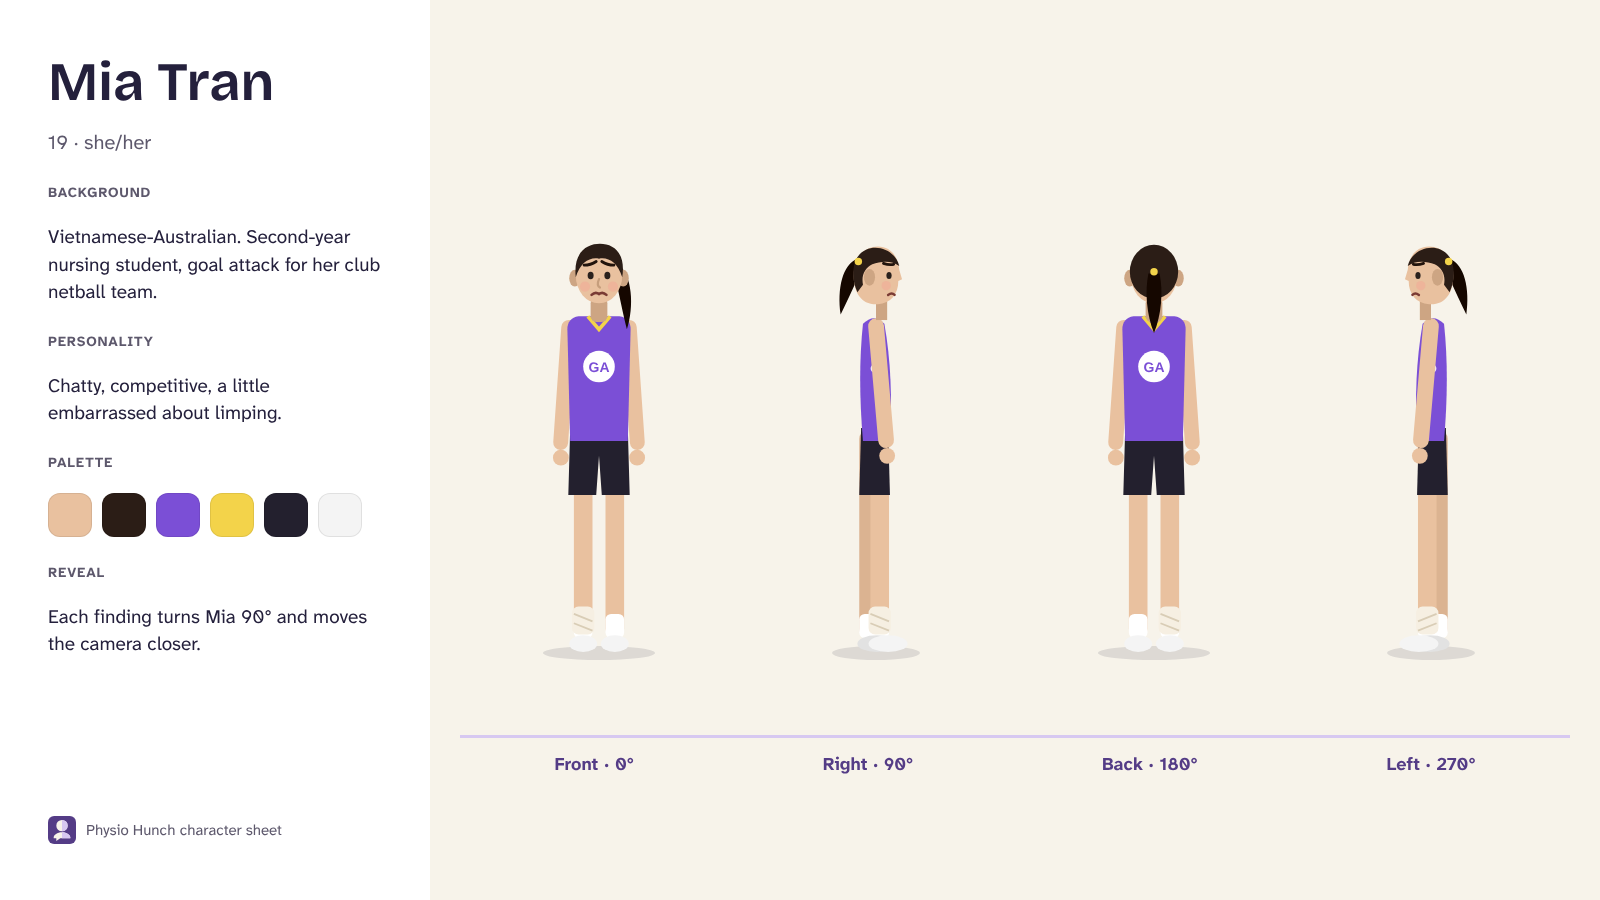 Mia Tran
19 · she/her
BACKGROUND
Vietnamese-Australian. Second-year
nursing student, goal attack for her club
netball team.
PERSONALITY
Chatty, competitive, a little
embarrassed about limping.
PALETTE
REVEAL
Each finding turns Mia 90° and moves
the camera closer.
Physio Hunch character sheet
GA
GA
Front · 0°
Right · 90°
Back · 180°
Left · 270°